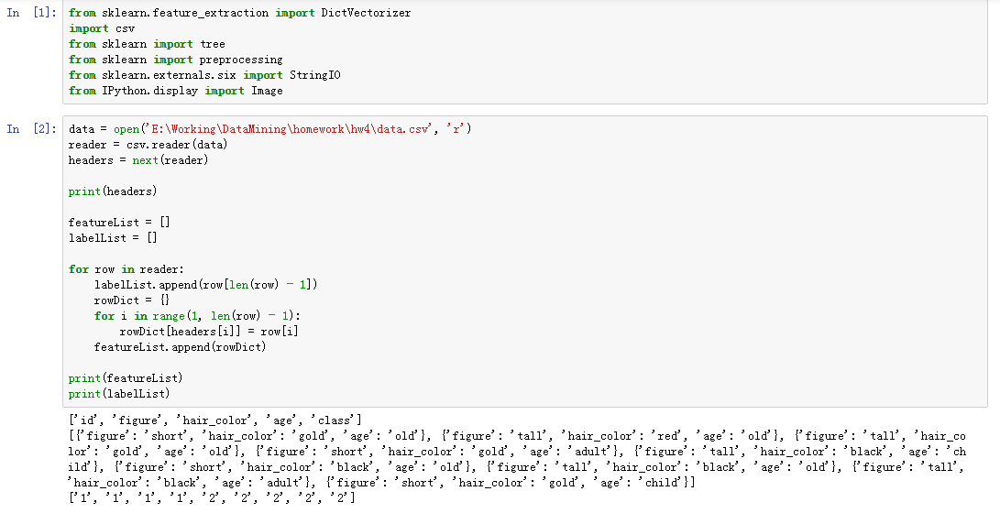 In [1]: from sklearn.feature_extraction import DictVectorizer
import csv
from sklearn import tree
from sklearn import preprocessing
from sklearn.externals.six import StringIO
from IPython.display import Image
In [2]: data = open('E:\Working\DataMining\homework\hw4\data.csv', 'r')
reader = csv.reader(data)
headers = next(reader)
print(headers)
featureList = []
labelList = []
for row in reader:
    labelList.append(row[len(row) - 1])
    rowDict = {}
    for i in range(1, len(row) - 1):
        rowDict[headers[i]] = row[i]
    featureList.append(rowDict)
print(featureList)
print(labelList)
['id', 'figure', 'hair_color', 'age', 'class']
[{'figure': 'short', 'hair_color': 'gold', 'age': 'old'}, {'figure': 'tall', 'hair_color': 'red', 'age': 'old'}, {'figure': 'tall', 'hair_co
lor': 'gold', 'age': 'old'}, {'figure': 'short', 'hair_color': 'gold', 'age': 'adult'}, {'figure': 'tall', 'hair_color': 'black', 'age': 'ch
ild'}, {'figure': 'short', 'hair_color': 'black', 'age': 'old'}, {'figure': 'tall', 'hair_color': 'black', 'age': 'old'}, {'figure': 'tall',
'hair_color': 'black', 'age': 'adult'}, {'figure': 'short', 'hair_color': 'gold', 'age': 'child'}]
['1', '1', '1', '1', '2', '2', '2', '2', '2']